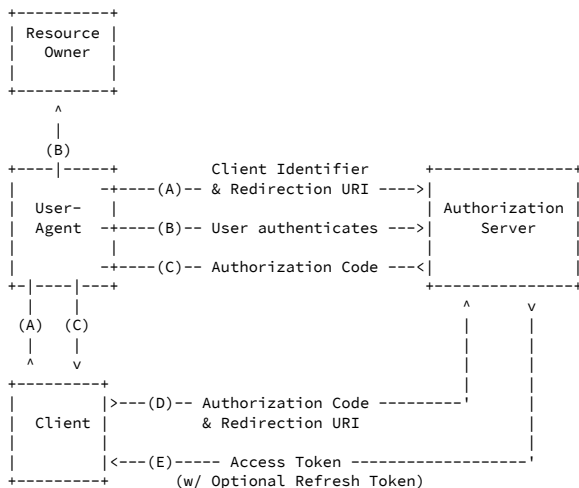 Resource
Owner
(B)
Client Identifier
(A) & Redirection URI
User-
Agent
Authorization
Server
(B) User authenticates
(C) Authorization Code
(A) (C)
(D) Authorization Code
& Redirection URI
Client
(E) Access Token
(w/ Optional Refresh Token)